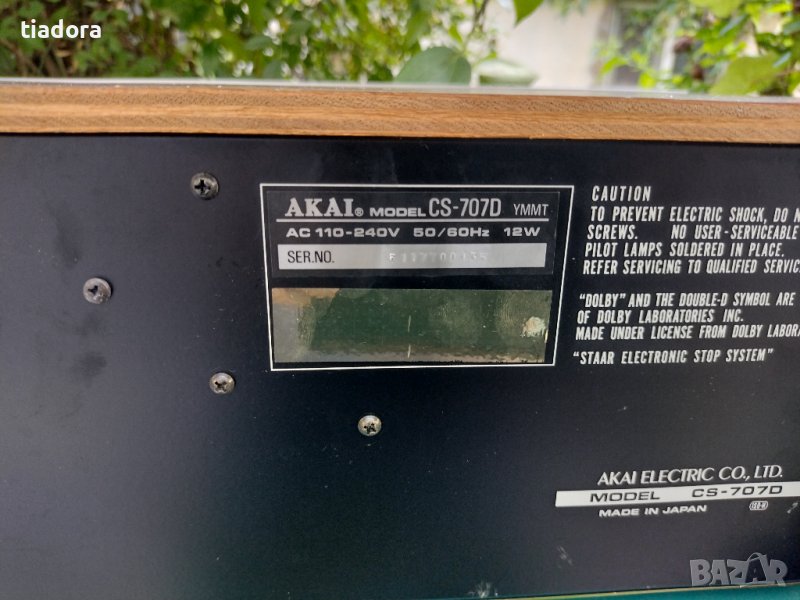 tiadora
AKAI® MODEL CS-707D YMMT
AC 110-240V 50/60Hz 12W
SER.NO.
CAUTION
TO PREVENT ELECTRIC SHOCK, DO
SCREWS. NO USER-SERVICEABLE
PILOT LAMPS SOLDERED IN PLACE.
REFER SERVICING TO QUALIFIED
"DOLBY" AND THE DOUBLE-D SYMBOL ARE
OF DOLBY LABORATORIES INC.
MADE UNDER LICENSE FROM DOLBY
"STAAR ELECTRONIC STOP SYSTEM"
AKAI ELECTRIC CO., LTD.
MODEL CS-707D
MADE IN JAPAN
BAZAR